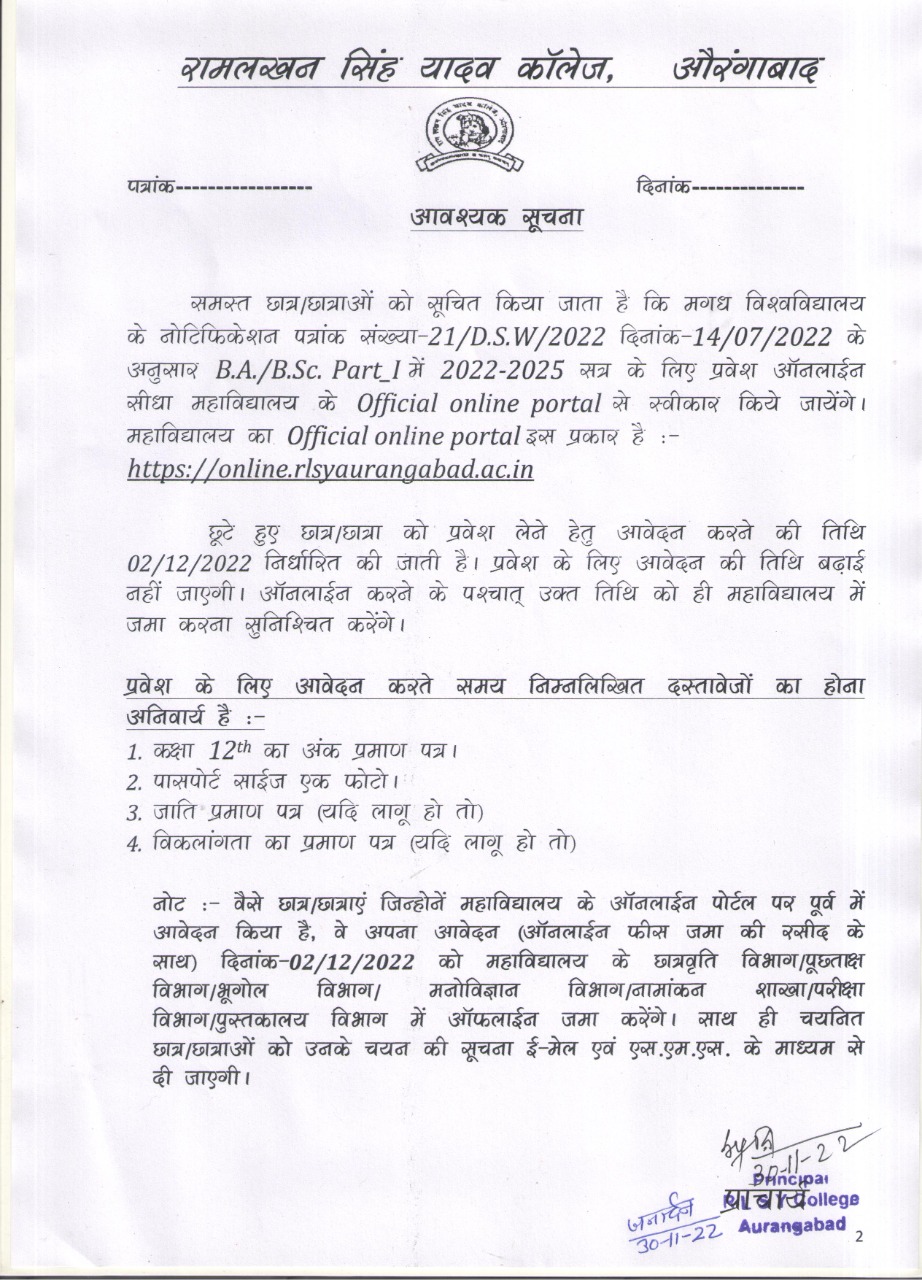 रामलखन सिंह यादव कॉलेज, औरंगाबाद
पत्रांक-----------------
दिनांक--------------
आवश्यक सूचना
समस्त छात्र/छात्राओं को सूचित किया जाता है कि मगध विश्वविद्यालय
के नोटिफिकेशन पत्रांक संख्या-21/D.S.W/2022 दिनांक-14/07/2022 के
अनुसार B.A./B.Sc. Part_I में 2022-2025 सत्र के लिए प्रवेश ऑनलाईन
सीधा महाविद्यालय के Official online portal से स्वीकार किये जायेंगे।
महाविद्यालय का Official online portal इस प्रकार है :-
https://online.rlsyaurangabad.ac.in
छूटे हुए छात्र/छात्रा को प्रवेश लेने हेतु आवेदन करने की तिथि
02/12/2022 निर्धारित की जाती है। प्रवेश के लिए आवेदन की तिथि बढ़ाई
नहीं जाएगी। ऑनलाईन करने के पश्चात् उक्त तिथि को ही महाविद्यालय में
जमा करना सुनिश्चित करेंगे।
प्रवेश के लिए आवेदन करते समय निम्नलिखित दस्तावेजों का होना
अनिवार्य है :-
1. कक्षा 12th का अंक प्रमाण पत्र।
2. पासपोर्ट साईज एक फोटो।
3. जाति प्रमाण पत्र (यदि लागू हो तो)
4. विकलांगता का प्रमाण पत्र (यदि लागू हो तो)
नोट :- वैसे छात्र/छात्राएं जिन्होनें महाविद्यालय के ऑनलाईन पोर्टल पर पूर्व में
आवेदन किया है, वे अपना आवेदन (ऑनलाईन फीस जमा की रसीद के
साथ) दिनांक-02/12/2022 को महाविद्यालय के छात्रवृति विभाग/पूछताक्ष
विभाग/भूगोल विभाग/ मनोविज्ञान विभाग/नामांकन शाखा/परीक्षा
विभाग/पुस्तकालय विभाग में ऑफलाईन जमा करेंगे। साथ ही चयनित
छात्र/छात्राओं को उनके चयन की सूचना ई-मेल एवं एस.एम.एस. के माध्यम से
दी जाएगी।
30-11-22
Principal
प्राचार्य
R L S Y College
Aurangabad
जनार्दन
30-11-22
2